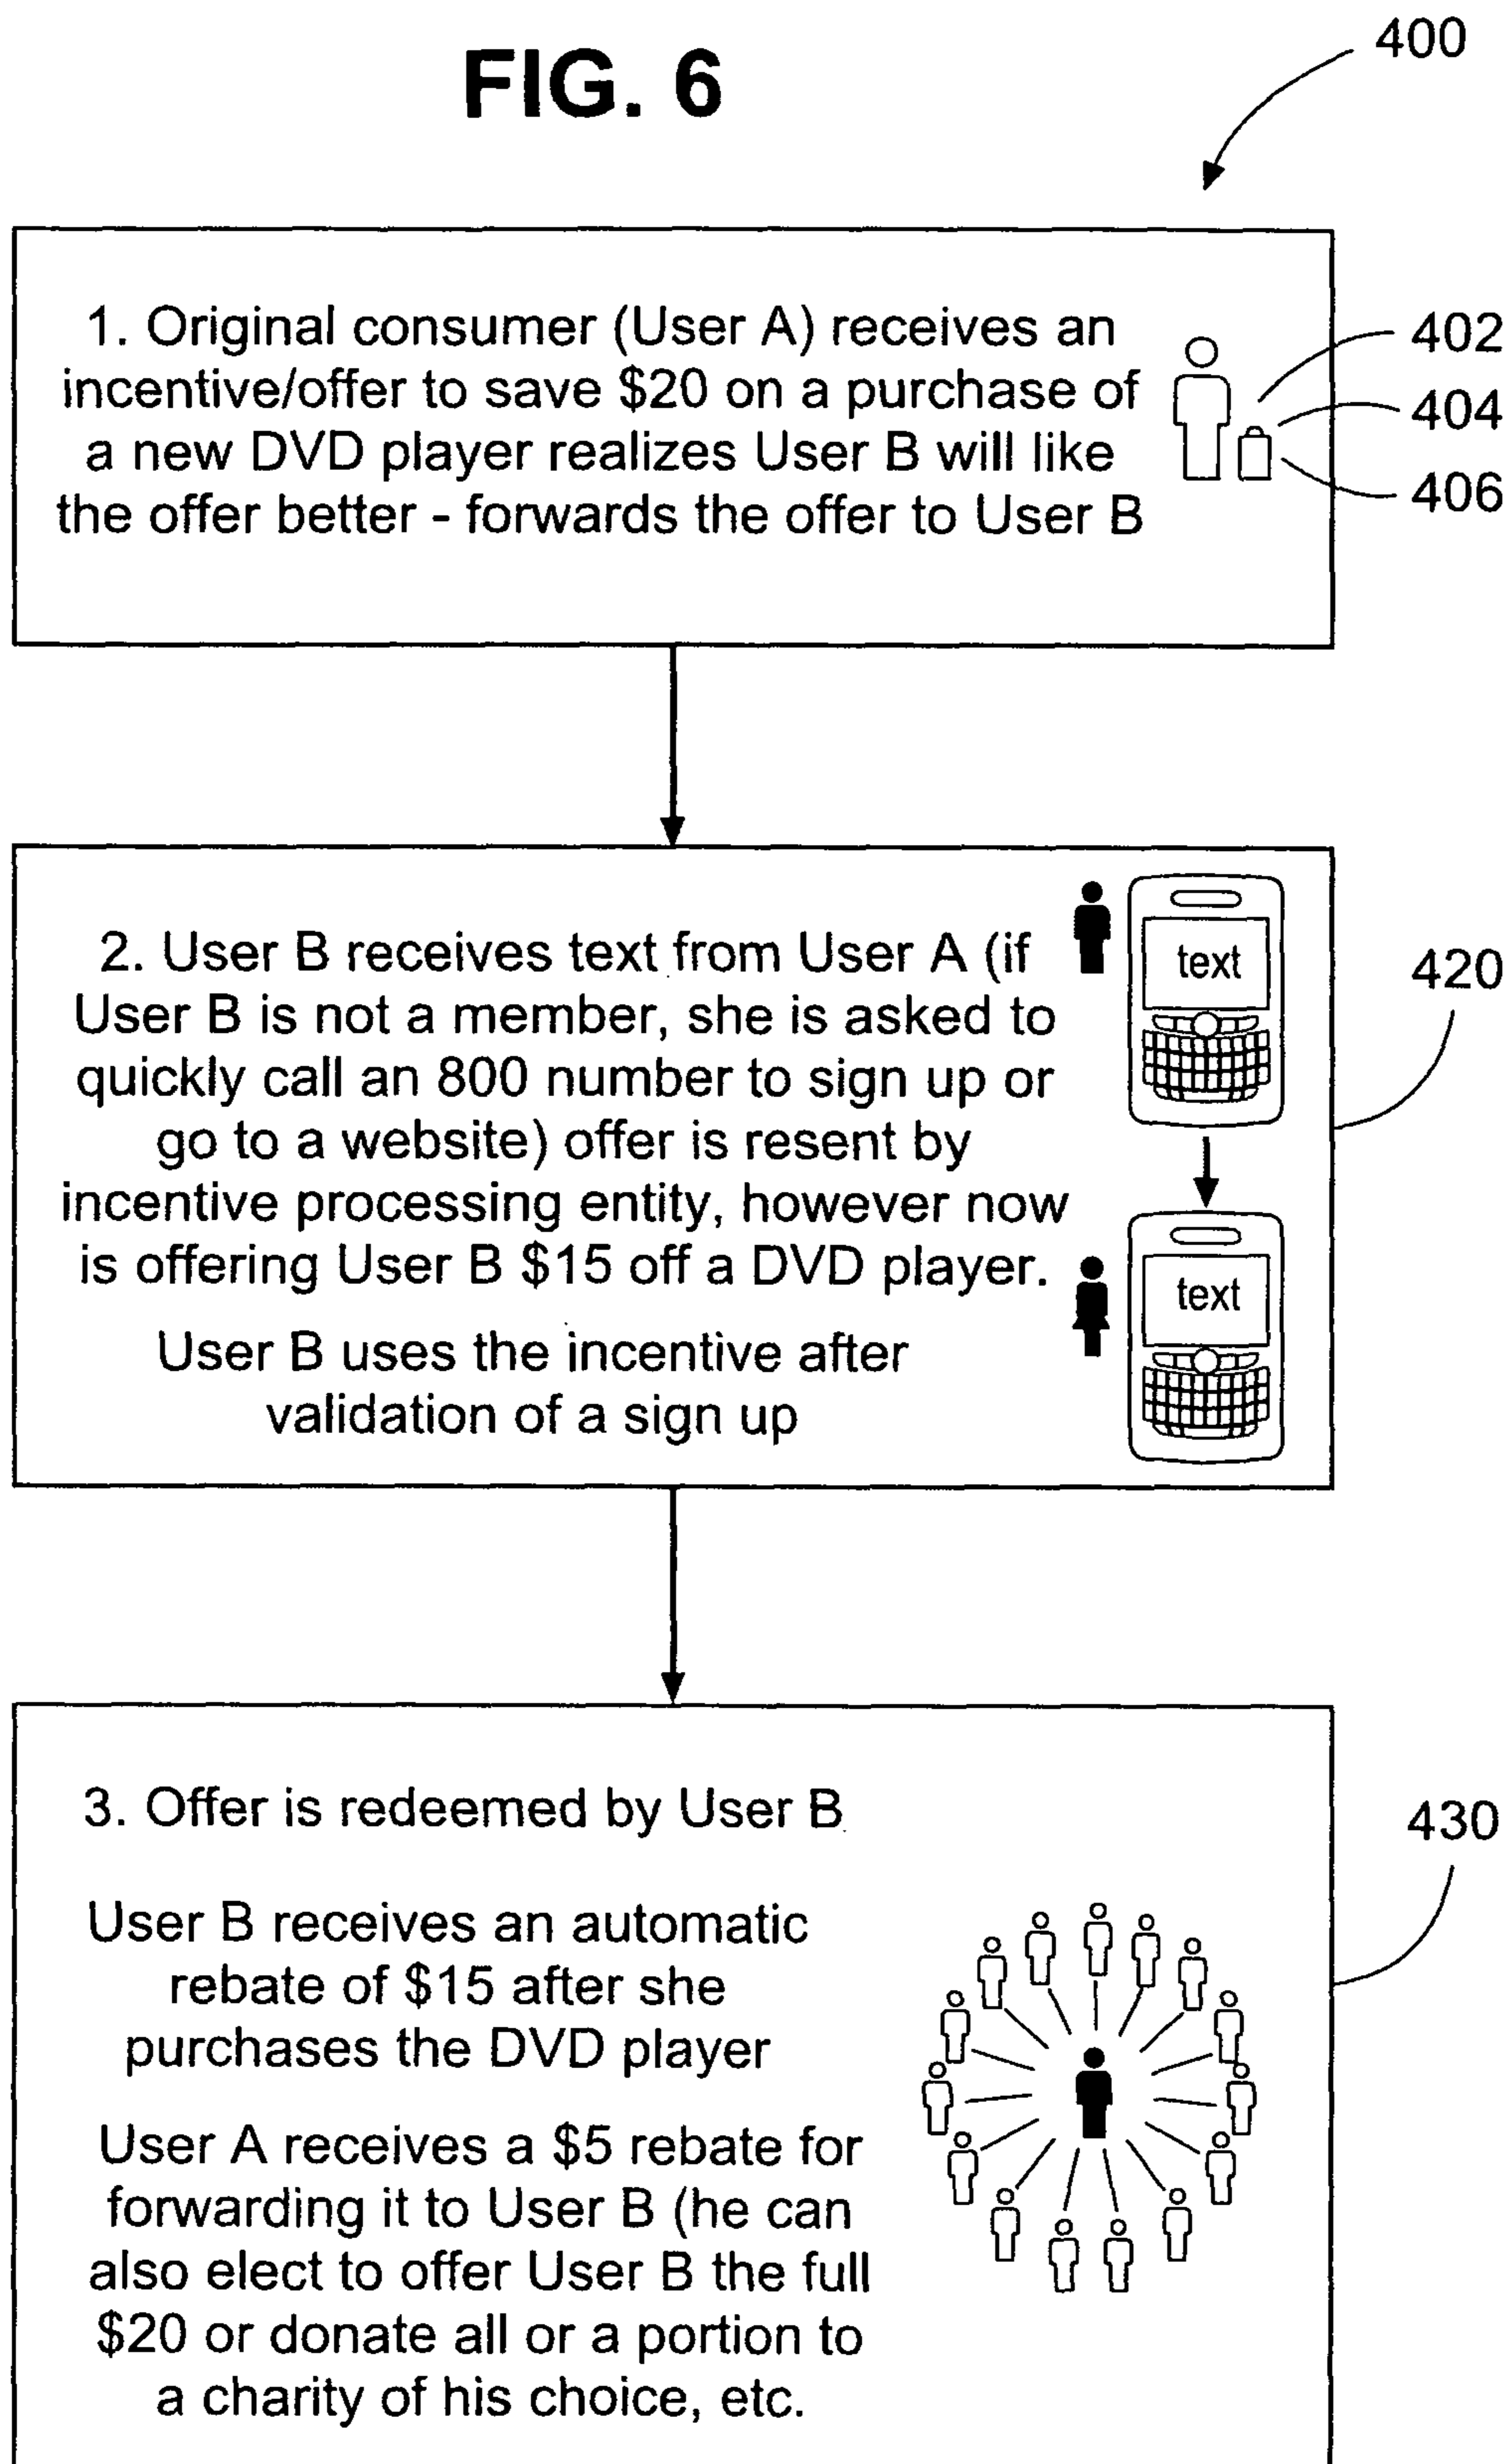 FIG. 6
400
1. Original consumer (User A) receives an
incentive/offer to save $20 on a purchase of
a new DVD player realizes User B will like
the offer better - forwards the offer to User B
402
404
406
2. User B receives text from User A (if
User B is not a member, she is asked to
quickly call an 800 number to sign up or
go to a website) offer is resent by
incentive processing entity, however now
is offering User B $15 off a DVD player.
User B uses the incentive after
validation of a sign up
text
text
420
3. Offer is redeemed by User B
User B receives an automatic
rebate of $15 after she
purchases the DVD player
User A receives a $5 rebate for
forwarding it to User B (he can
also elect to offer User B the full
$20 or donate all or a portion to
a charity of his choice, etc.
430